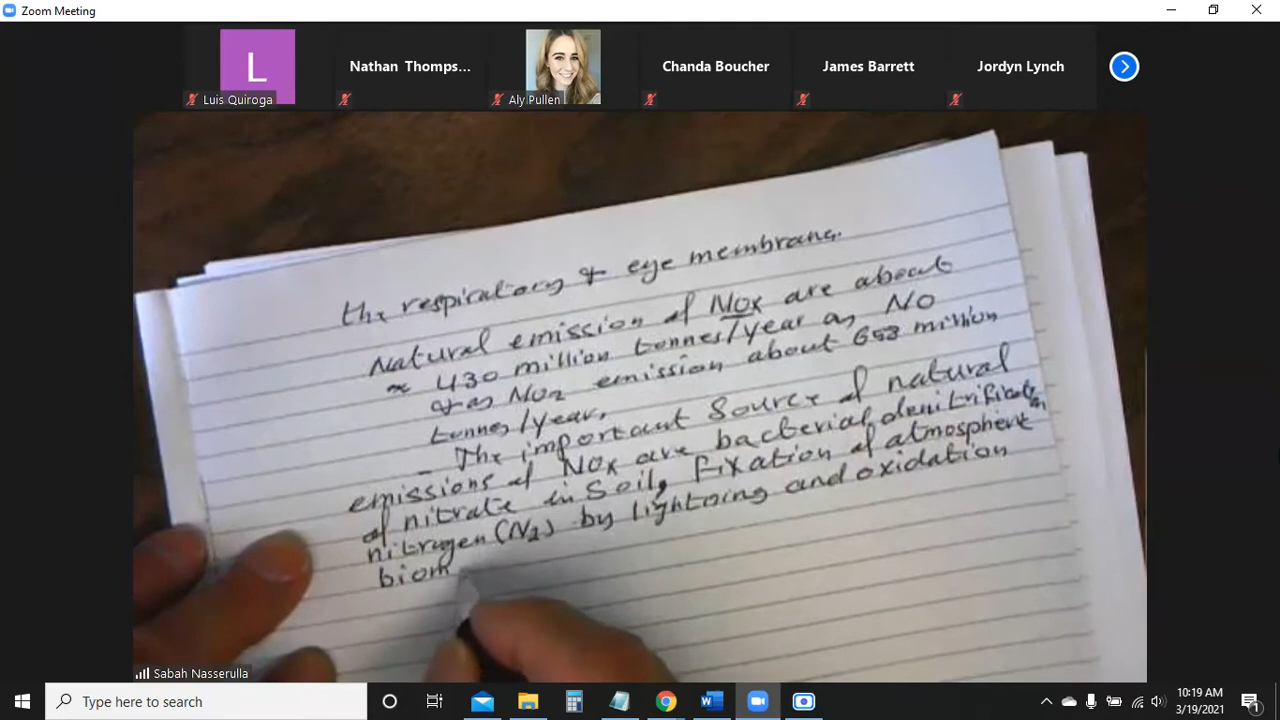 Zoom Meeting
L
Luis Quiroga
Nathan Thomps...
Aly Pullen
Chanda Boucher
James Barrett
Jordyn Lynch
the respiratory & eye membrane.
Natural emission of NOx are about
≈ 430 million tonnes/year as NO
or as NO2 emission about 658 million
tonnes/year.
- The important source of natural
emissions of NOx are bacterial denitrification
of nitrate in soil, fixation of atmospheric
nitrogen (N2) by lightning and oxidation
biom
Sabah Nasserulla
Type here to search
10:19 AM
3/19/2021
1